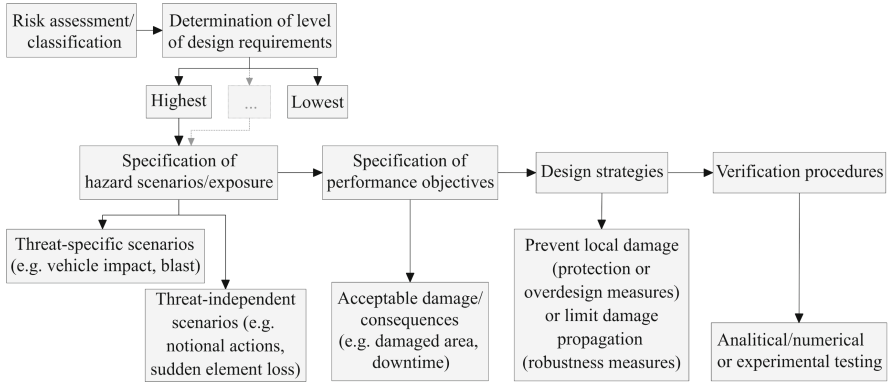 Risk assessment/
classification
Determination of level
of design requirements
Highest
...
Lowest
Specification of
hazard scenarios/exposure
Specification of
performance objectives
Design strategies
Verification procedures
Threat-specific scenarios
(e.g. vehicle impact, blast)
Threat-independent
scenarios (e.g.
notional actions,
sudden element loss)
Acceptable damage/
consequences
(e.g. damaged area,
downtime)
Prevent local damage
(protection or
overdesign measures)
or limit damage
propagation
(robustness measures)
Analitical/numerical
or experimental testing